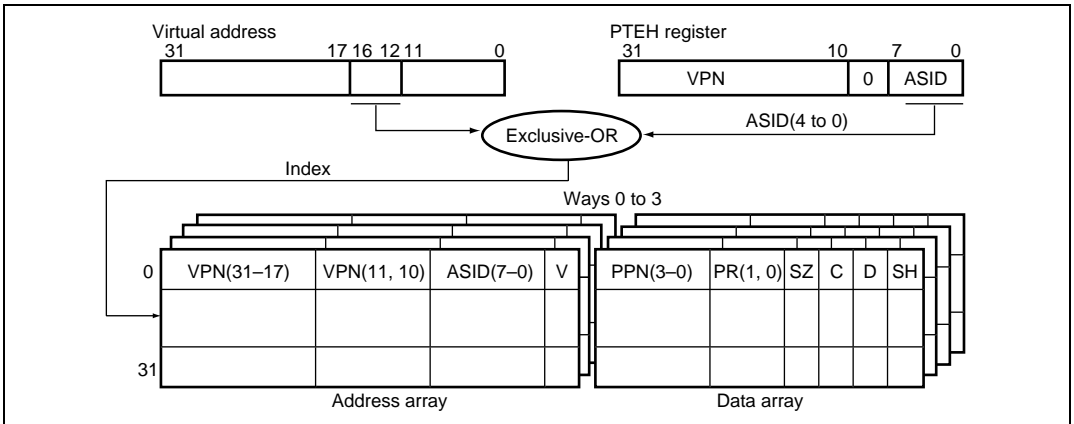 Virtual address
31 17 16 12 11 0
PTEH register
31 10 7 0
VPN 0 ASID
ASID(4 to 0)
Exclusive-OR
Index
Ways 0 to 3
0 VPN(31–17) VPN(11, 10) ASID(7–0) V PPN(3–0) PR(1, 0) SZ C D SH
31
Address array Data array